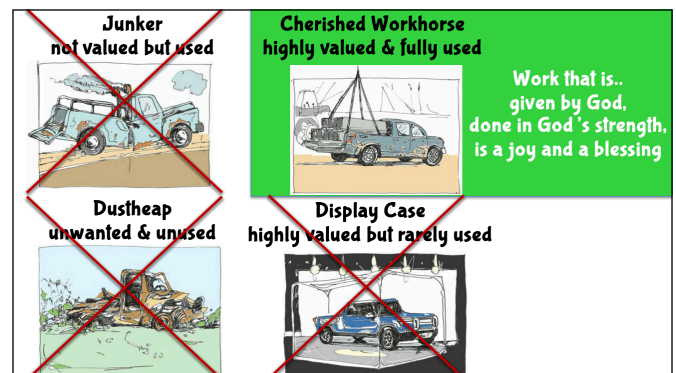 Junker
not valued but used
Cherished Workhorse
highly valued & fully used
Work that is..
given by God,
done in God's strength,
is a joy and a blessing
Dustheap
unwanted & unused
Display Case
highly valued but rarely used